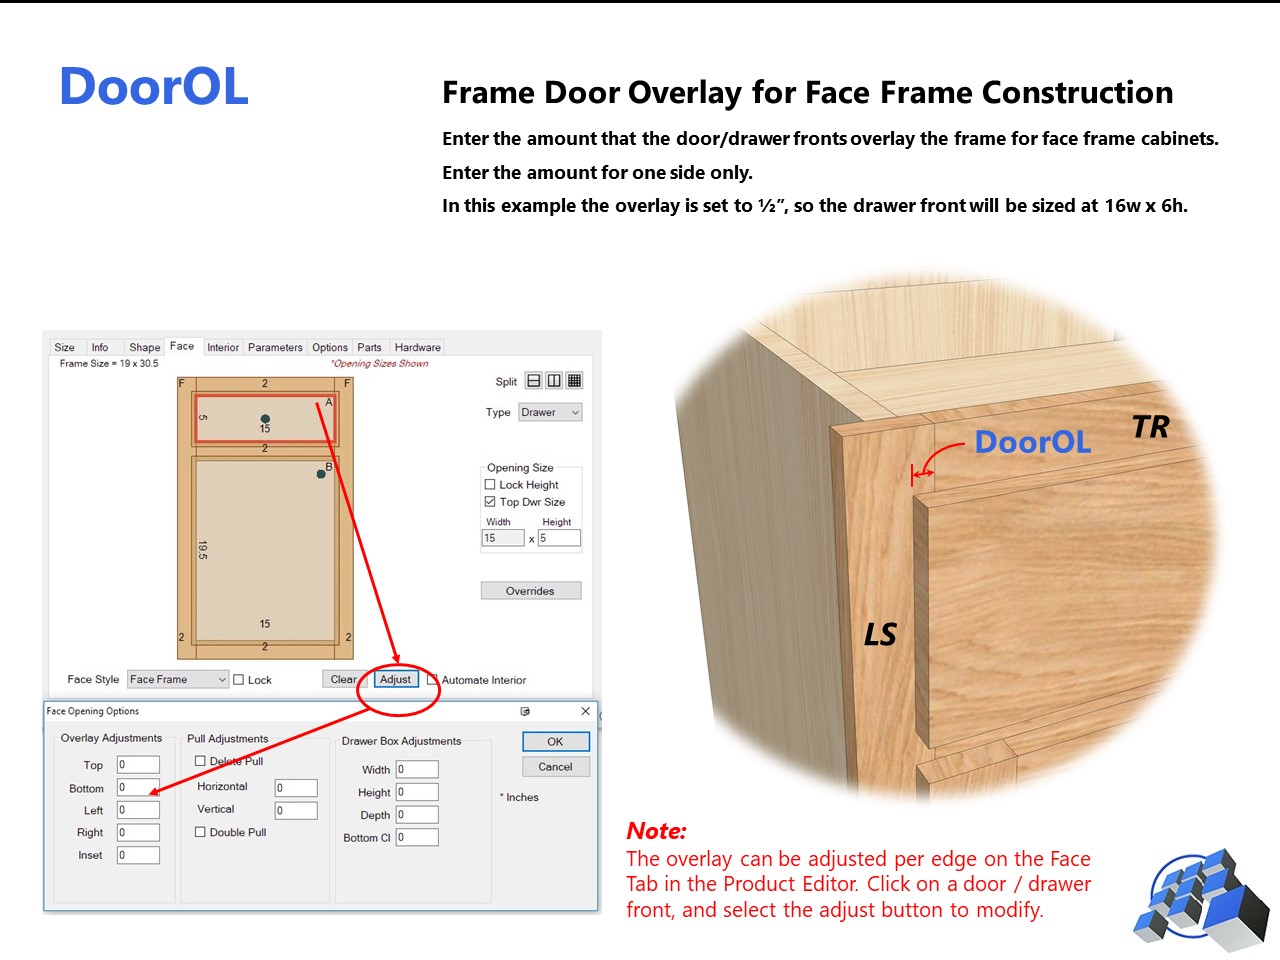 DoorOL
Frame Door Overlay for Face Frame Construction
Enter the amount that the door/drawer fronts overlay the frame for face frame cabinets.
Enter the amount for one side only.
In this example the overlay is set to ½”, so the drawer front will be sized at 16w x 6h.
Size Info Shape Face Interior Parameters Options Parts Hardware
Frame Size = 19 x 30.5
*Opening Sizes Shown
F 2 F
A
5
15
2
B
19.5
15
2 2
2
Split
Type Drawer
Opening Size
Lock Height
Top Dwr Size
Width Height
15 x 5
Overrides
Face Style Face Frame Lock Clear Adjust Automate Interior
Face Opening Options
Overlay Adjustments
Top 0
Bottom 0
Left 0
Right 0
Inset 0
Pull Adjustments
Delete Pull
Horizontal 0
Vertical 0
Double Pull
Drawer Box Adjustments
Width 0
Height 0
Depth 0
Bottom Cl 0
OK
Cancel
* Inches
TR
DoorOL
LS
Note:
The overlay can be adjusted per edge on the Face
Tab in the Product Editor. Click on a door / drawer
front, and select the adjust button to modify.